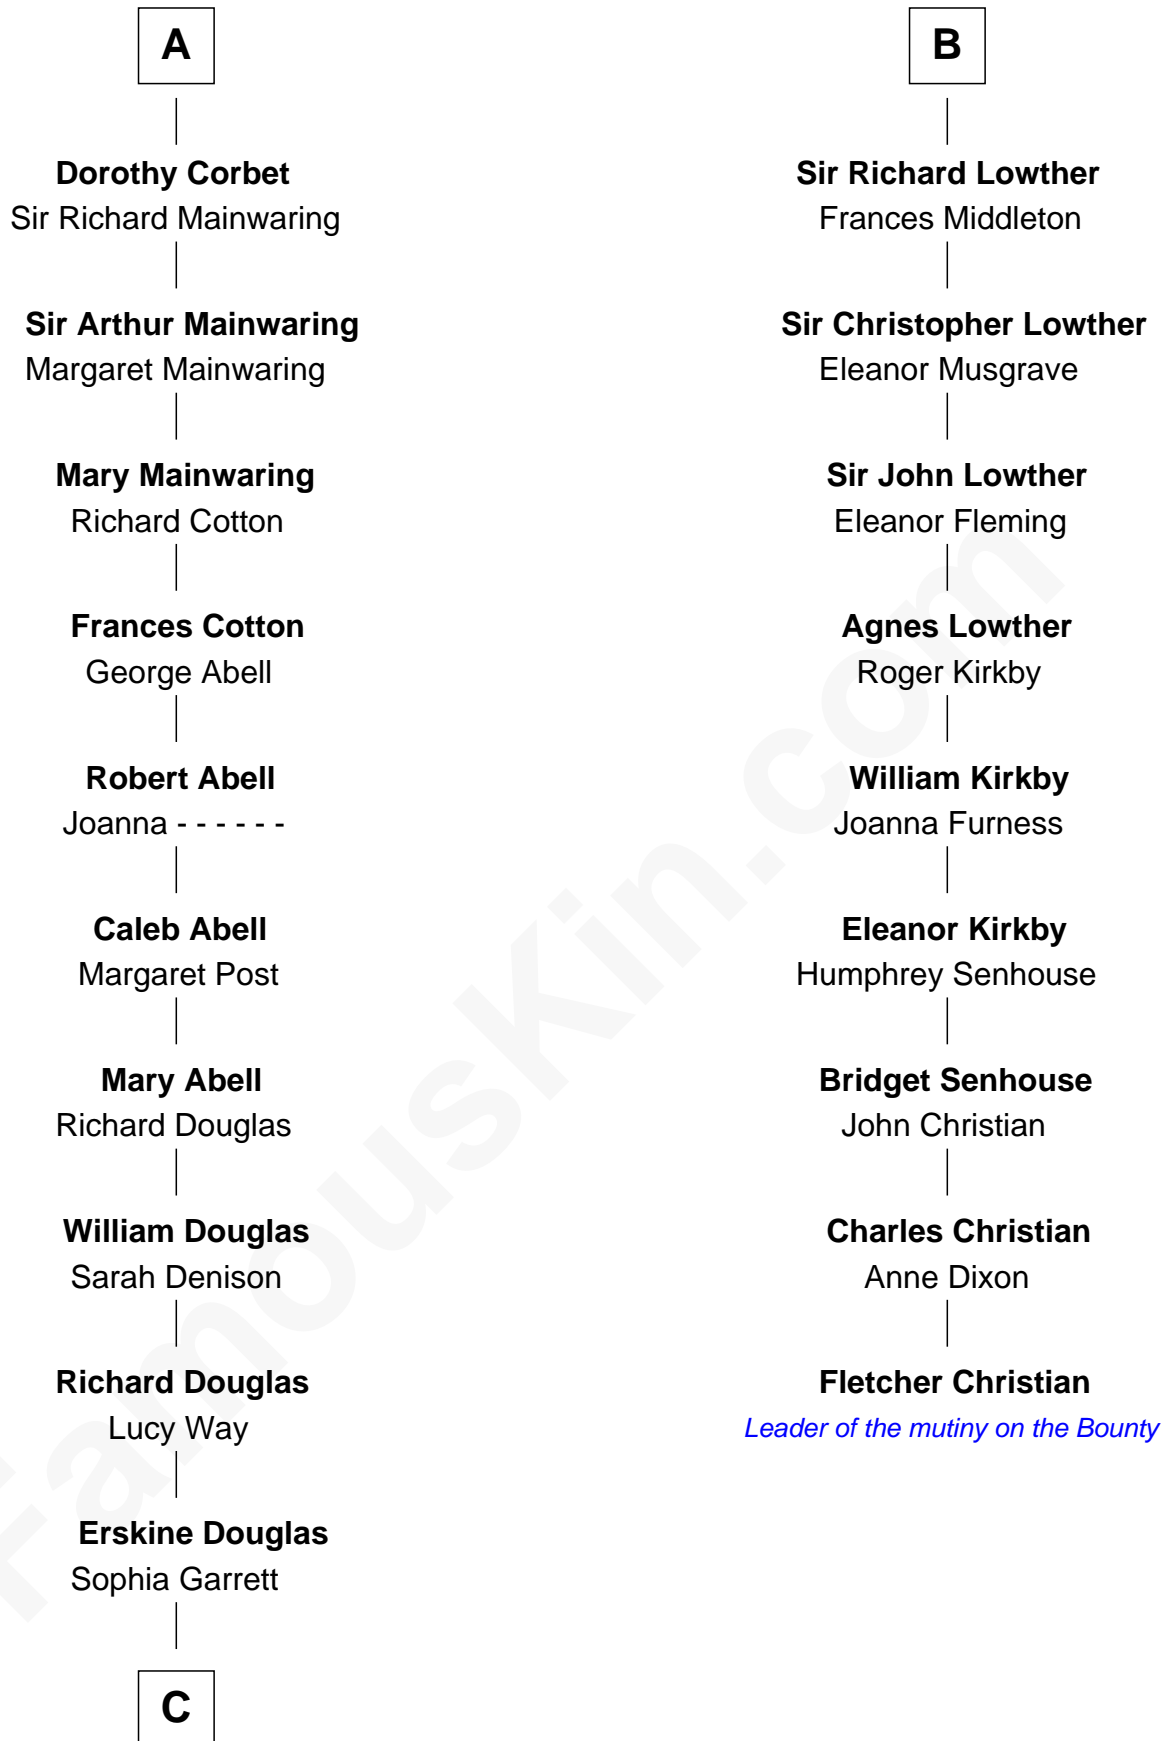 A
Dorothy Corbet
Sir Richard Mainwaring
Sir Arthur Mainwaring
Margaret Mainwaring
Mary Mainwaring
Richard Cotton
Frances Cotton
George Abell
Robert Abell
Joanna - - - - - -
Caleb Abell
Margaret Post
Mary Abell
Richard Douglas
William Douglas
Sarah Denison
Richard Douglas
Lucy Way
Erskine Douglas
Sophia Garrett
C
B
Sir Richard Lowther
Frances Middleton
Sir Christopher Lowther
Eleanor Musgrave
Sir John Lowther
Eleanor Fleming
Agnes Lowther
Roger Kirkby
William Kirkby
Joanna Furness
Eleanor Kirkby
Humphrey Senhouse
Bridget Senhouse
John Christian
Charles Christian
Anne Dixon
Fletcher Christian
Leader of the mutiny on the Bounty
FamousKin.com